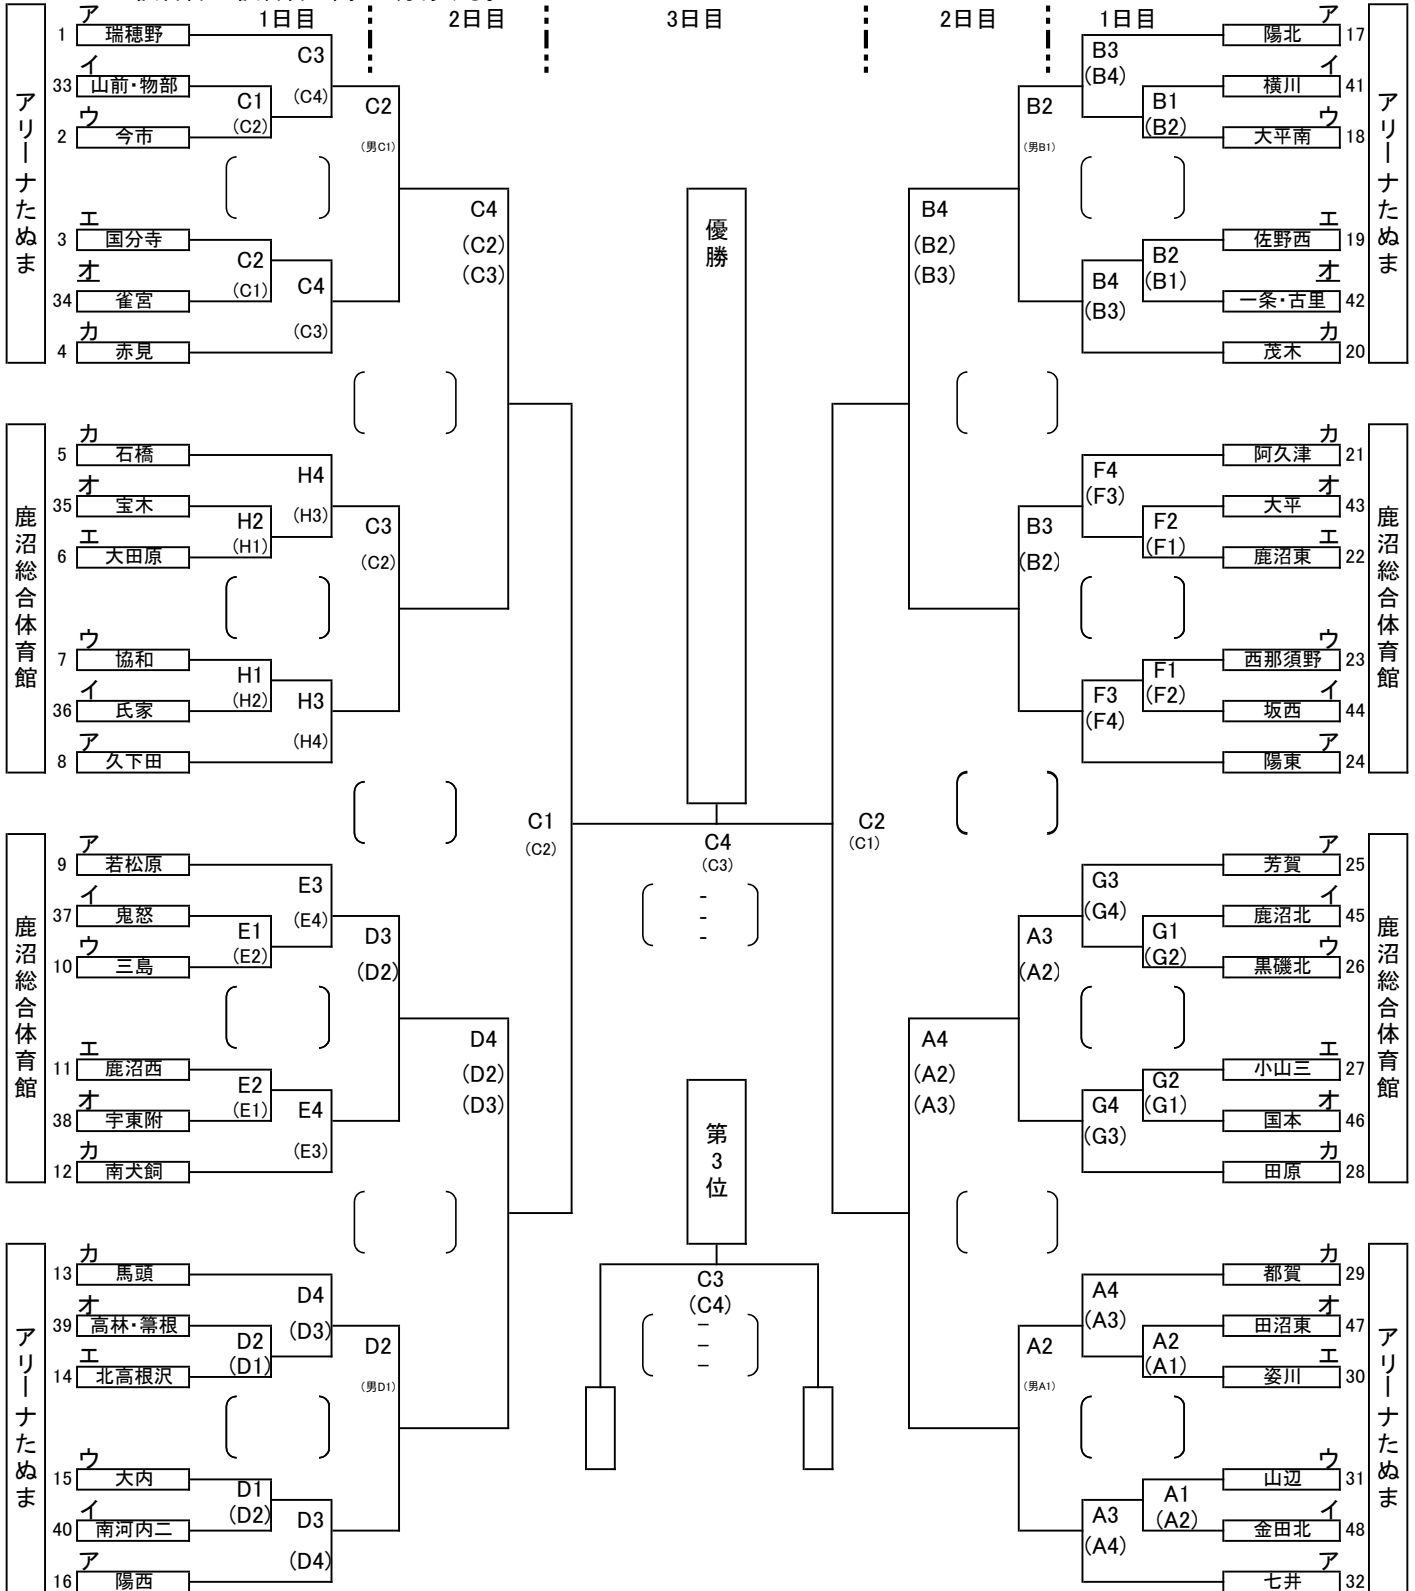 1日目
2日目
3日目
2日目
1日目
アリーナたぬま
ア
1 瑞穂野
イ
33 山前・物部
ウ
2 今市
C3
(C4)
C1
(C2)
C2
(男C1)
エ
3 国分寺
オ
34 雀宮
カ
4 赤見
C2
(C1)
C4
(C3)
C4
(C2)
(C3)
鹿沼総合体育館
カ
5 石橋
オ
35 宝木
エ
6 大田原
H4
(H3)
H2
(H1)
C3
(C2)
ウ
7 協和
イ
36 氏家
ア
8 久下田
H1
(H2)
H3
(H4)
鹿沼総合体育館
ア
9 若松原
イ
37 鬼怒
ウ
10 三島
E3
(E4)
E1
(E2)
D3
(D2)
エ
11 鹿沼西
オ
38 宇東附
カ
12 南犬飼
E2
(E1)
E4
(E3)
D4
(D2)
(D3)
アリーナたぬま
カ
13 馬頭
オ
39 高林・箒根
エ
14 北高根沢
D4
(D3)
D2
(D1)
D2
(男D1)
ウ
15 大内
イ
40 南河内二
ア
16 陽西
D1
(D2)
D3
(D4)
C1
(C2)
優勝
C4
(C3)
-
-
-
C2
(C1)
第3位
C3
(C4)
-
-
-
アリーナたぬま
ア
陽北 17
イ
横川 41
ウ
大平南 18
B3
(B4)
B1
(B2)
B2
(男B1)
エ
佐野西 19
オ
一条・古里 42
カ
茂木 20
B2
(B1)
B4
(B3)
B4
(B2)
(B3)
鹿沼総合体育館
カ
阿久津 21
オ
大平 43
エ
鹿沼東 22
F4
(F3)
F2
(F1)
B3
(B2)
ウ
西那須野 23
イ
坂西 44
ア
陽東 24
F1
(F2)
F3
(F4)
鹿沼総合体育館
ア
芳賀 25
イ
鹿沼北 45
ウ
黒磯北 26
G3
(G4)
G1
(G2)
A3
(A2)
エ
小山三 27
オ
国本 46
カ
田原 28
G2
(G1)
G4
(G3)
A4
(A2)
(A3)
アリーナたぬま
カ
都賀 29
オ
田沼東 47
エ
姿川 30
A4
(A3)
A2
(A1)
A2
(男A1)
ウ
山辺 31
イ
金田北 48
ア
七井 32
A1
(A2)
A3
(A4)